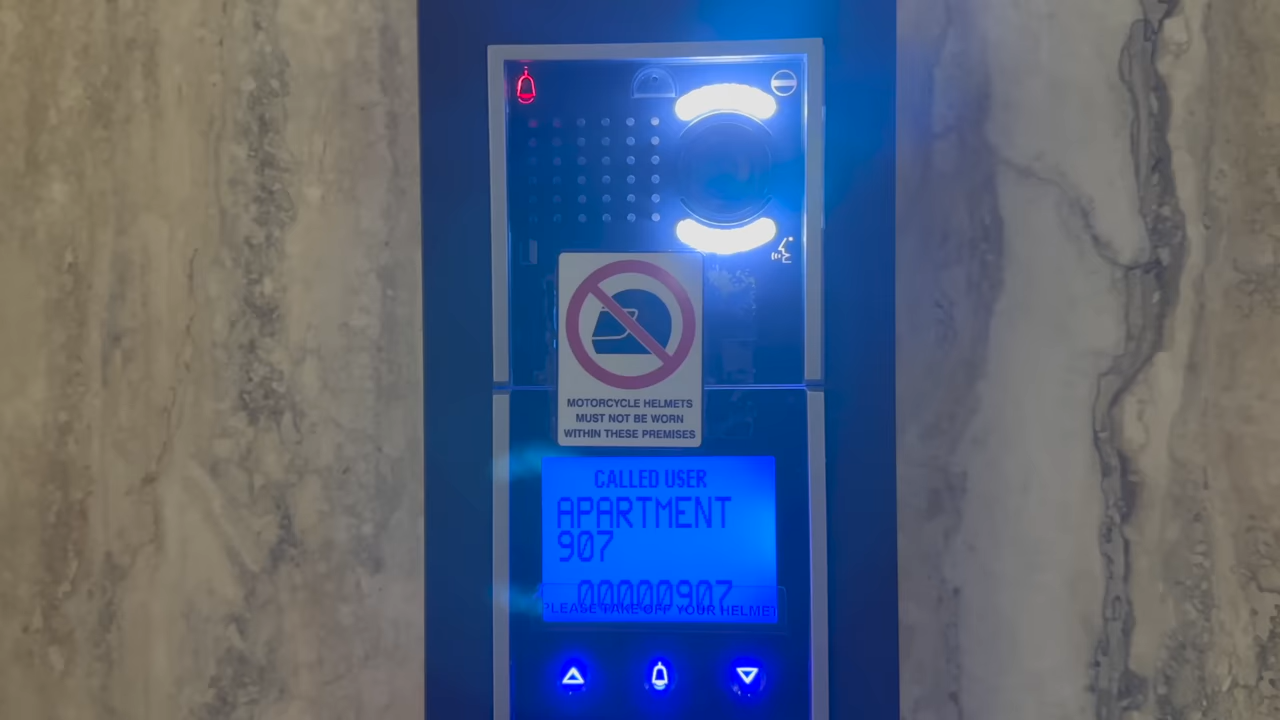 MOTORCYCLE HELMETS
MUST NOT BE WORN
WITHIN THESE PREMISES
CALLED USER
APARTMENT
907
00000907
PLEASE TAKE OFF YOUR HELMET